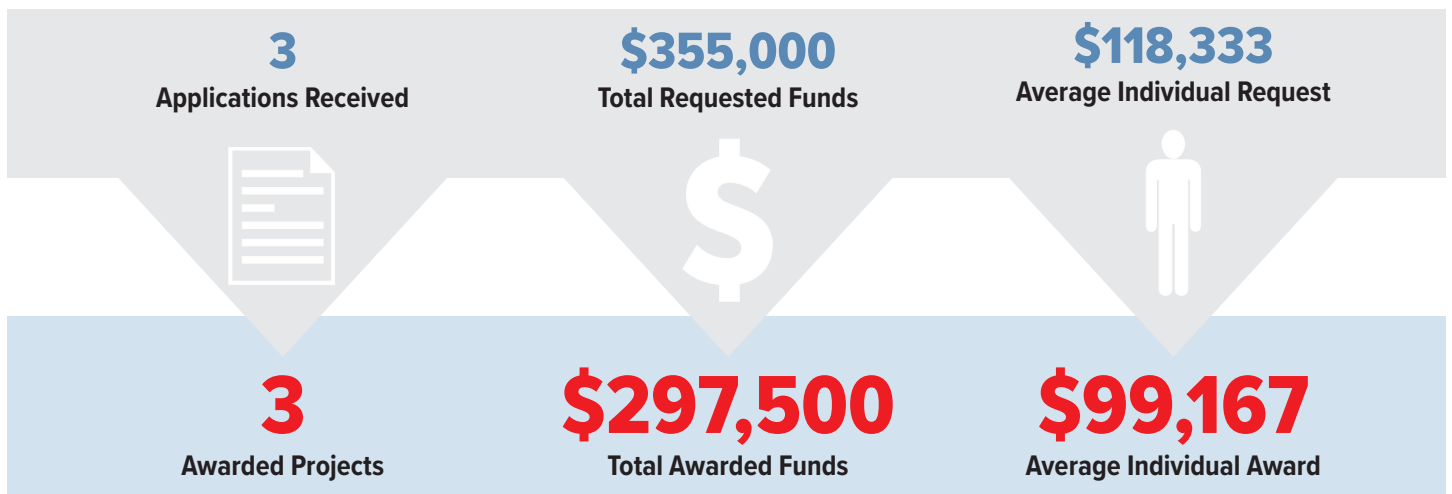 3
Applications Received
$355,000
Total Requested Funds
$118,333
Average Individual Request
$
3
Awarded Projects
$297,500
Total Awarded Funds
$99,167
Average Individual Award